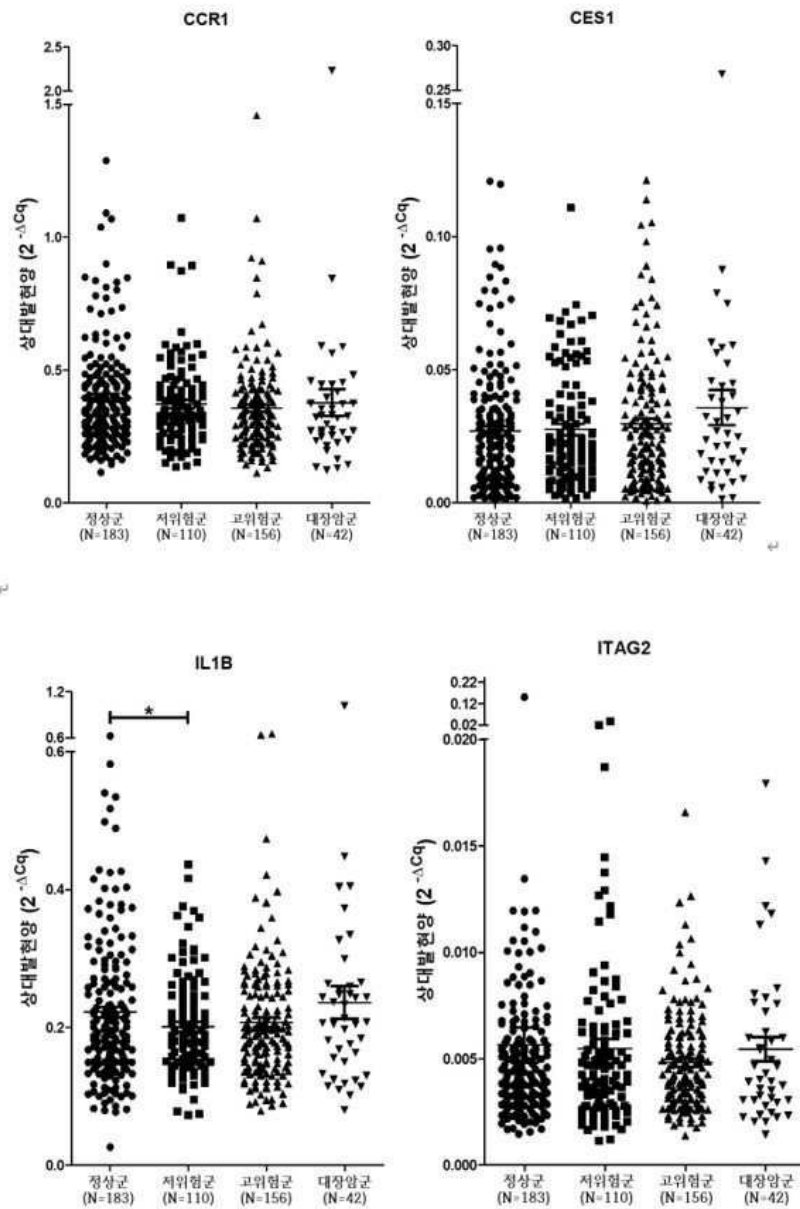 CCR1
2.5
2.0
1.5
1.0
0.5
0.0
상대발현양 (2 -ΔCq)
정상군 저위험군 고위험군 대장암군
(N=183) (N=110) (N=156) (N=42)
CES1
0.30
0.25
0.15
0.10
0.05
0.00
상대발현양 (2 -ΔCq)
정상군 저위험군 고위험군 대장암군
(N=183) (N=110) (N=156) (N=42)
IL1B
1.2
0.6
0.6
0.4
0.2
0.0
*
상대발현양 (2 -ΔCq)
정상군 저위험군 고위험군 대장암군
(N=183) (N=110) (N=156) (N=42)
ITAG2
0.22
0.12
0.02
0.020
0.015
0.010
0.005
0.000
상대발현양 (2 -ΔCq)
정상군 저위험군 고위험군 대장암군
(N=183) (N=110) (N=156) (N=42)